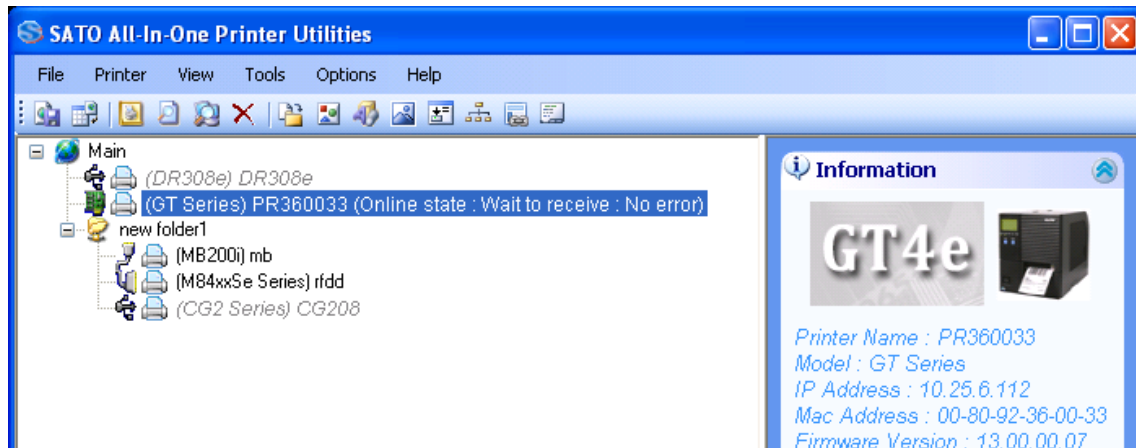 SATO All-In-One Printer Utilities
File Printer View Tools Options Help
Main
(DR308e) DR308e
(GT Series) PR360033 (Online state : Wait to receive : No error)
new folder1
(MB200i) mb
(M84xxSe Series) rfdd
(CG2 Series) CG208
Information
GT4e
Printer Name : PR360033
Model : GT Series
IP Address : 10.25.6.112
Mac Address : 00-80-92-36-00-33
Firmware Version : 13.00.00.07